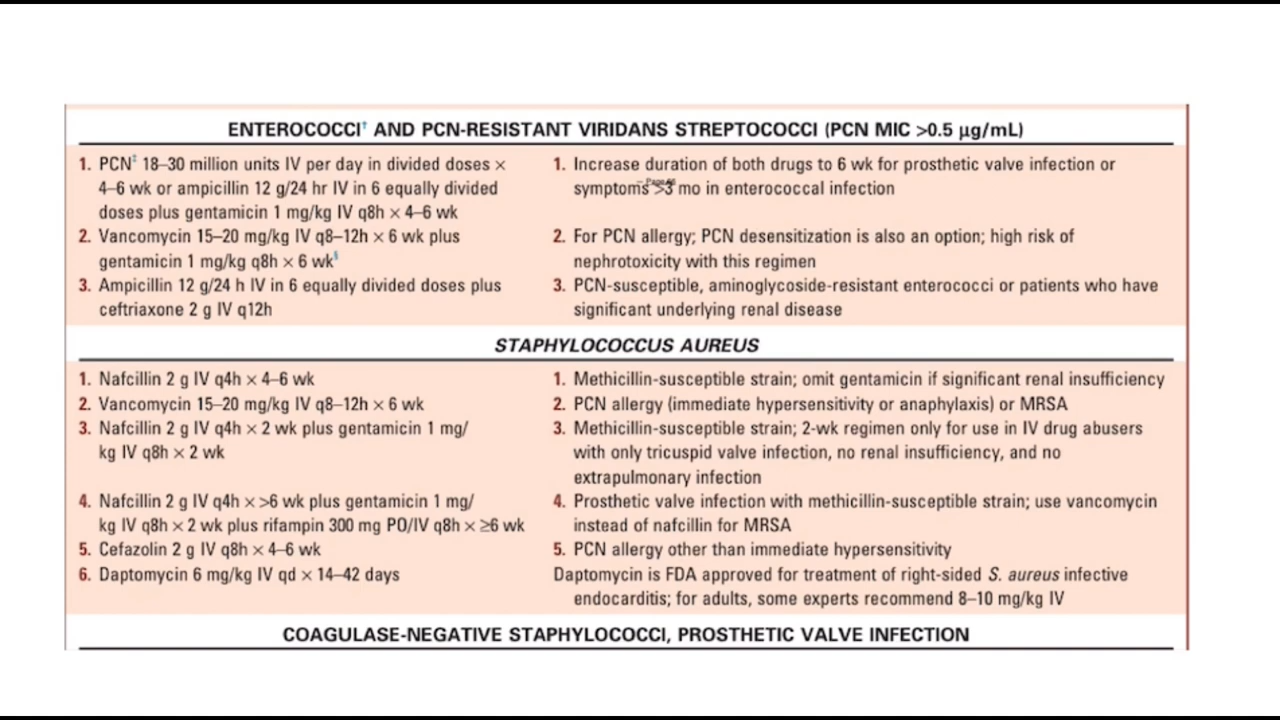 ENTEROCOCCI† AND PCN-RESISTANT VIRIDANS STREPTOCOCCI (PCN MIC >0.5 µg/mL)
1. PCN‡ 18–30 million units IV per day in divided doses ×
4–6 wk or ampicillin 12 g/24 hr IV in 6 equally divided
doses plus gentamicin 1 mg/kg IV q8h × 4–6 wk
1. Increase duration of both drugs to 6 wk for prosthetic valve infection or
symptoms >3 mo in enterococcal infection
2. Vancomycin 15–20 mg/kg IV q8–12h × 6 wk plus
gentamicin 1 mg/kg q8h × 6 wk§
2. For PCN allergy; PCN desensitization is also an option; high risk of
nephrotoxicity with this regimen
3. Ampicillin 12 g/24 h IV in 6 equally divided doses plus
ceftriaxone 2 g IV q12h
3. PCN-susceptible, aminoglycoside-resistant enterococci or patients who have
significant underlying renal disease
STAPHYLOCOCCUS AUREUS
1. Nafcillin 2 g IV q4h × 4–6 wk
1. Methicillin-susceptible strain; omit gentamicin if significant renal insufficiency
2. Vancomycin 15–20 mg/kg IV q8–12h × 6 wk
2. PCN allergy (immediate hypersensitivity or anaphylaxis) or MRSA
3. Nafcillin 2 g IV q4h × 2 wk plus gentamicin 1 mg/
kg IV q8h × 2 wk
3. Methicillin-susceptible strain; 2-wk regimen only for use in IV drug abusers
with only tricuspid valve infection, no renal insufficiency, and no
extrapulmonary infection
4. Nafcillin 2 g IV q4h × >6 wk plus gentamicin 1 mg/
kg IV q8h × 2 wk plus rifampin 300 mg PO/IV q8h × ≥6 wk
4. Prosthetic valve infection with methicillin-susceptible strain; use vancomycin
instead of nafcillin for MRSA
5. Cefazolin 2 g IV q8h × 4–6 wk
5. PCN allergy other than immediate hypersensitivity
6. Daptomycin 6 mg/kg IV qd × 14–42 days
Daptomycin is FDA approved for treatment of right-sided S. aureus infective
endocarditis; for adults, some experts recommend 8–10 mg/kg IV
COAGULASE-NEGATIVE STAPHYLOCOCCI, PROSTHETIC VALVE INFECTION